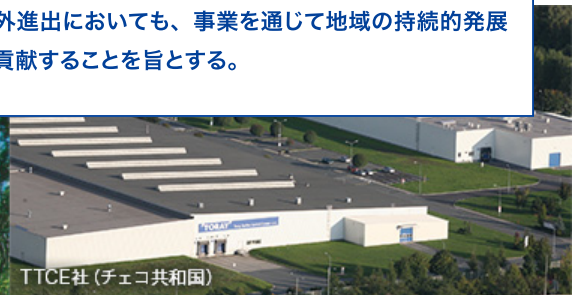 外進出においても、事業を通じて地域の持続的発展
貢献することを旨とする。
TORAY
TTCE社（チェコ共和国）